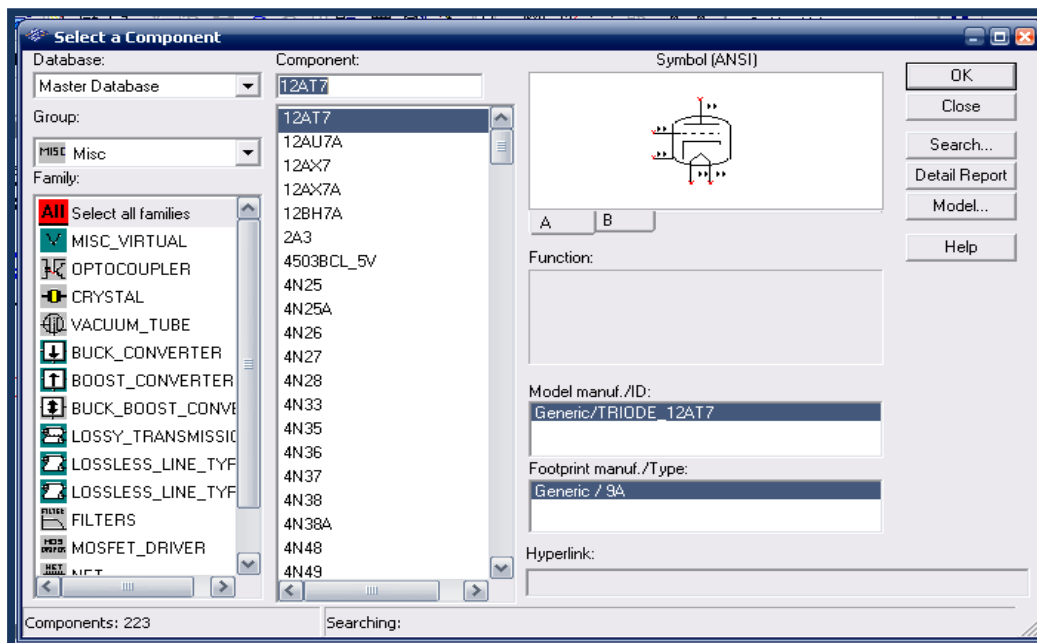 Select a Component
Database:
Master Database
Group:
MISC Misc
Family:
All Select all families
MISC_VIRTUAL
OPTOCOUPLER
CRYSTAL
VACUUM_TUBE
BUCK_CONVERTER
BOOST_CONVERTER
BUCK_BOOST_CONVE
LOSSY_TRANSMISSIO
LOSSLESS_LINE_TYF
LOSSLESS_LINE_TYF
FILTER FILTERS
MOSFET_DRIVER
NET
Component:
12AT7
12AT7
12AU7A
12AX7
12AX7A
12BH7A
2A3
4503BCL_5V
4N25
4N25A
4N26
4N27
4N28
4N33
4N35
4N36
4N37
4N38
4N38A
4N48
4N49
Symbol (ANSI)
A
B
Function:
Model manuf./ID:
Generic/TRIODE_12AT7
Footprint manuf./Type:
Generic / 9A
Hyperlink:
OK
Close
Search...
Detail Report
Model...
Help
Components: 223
Searching: